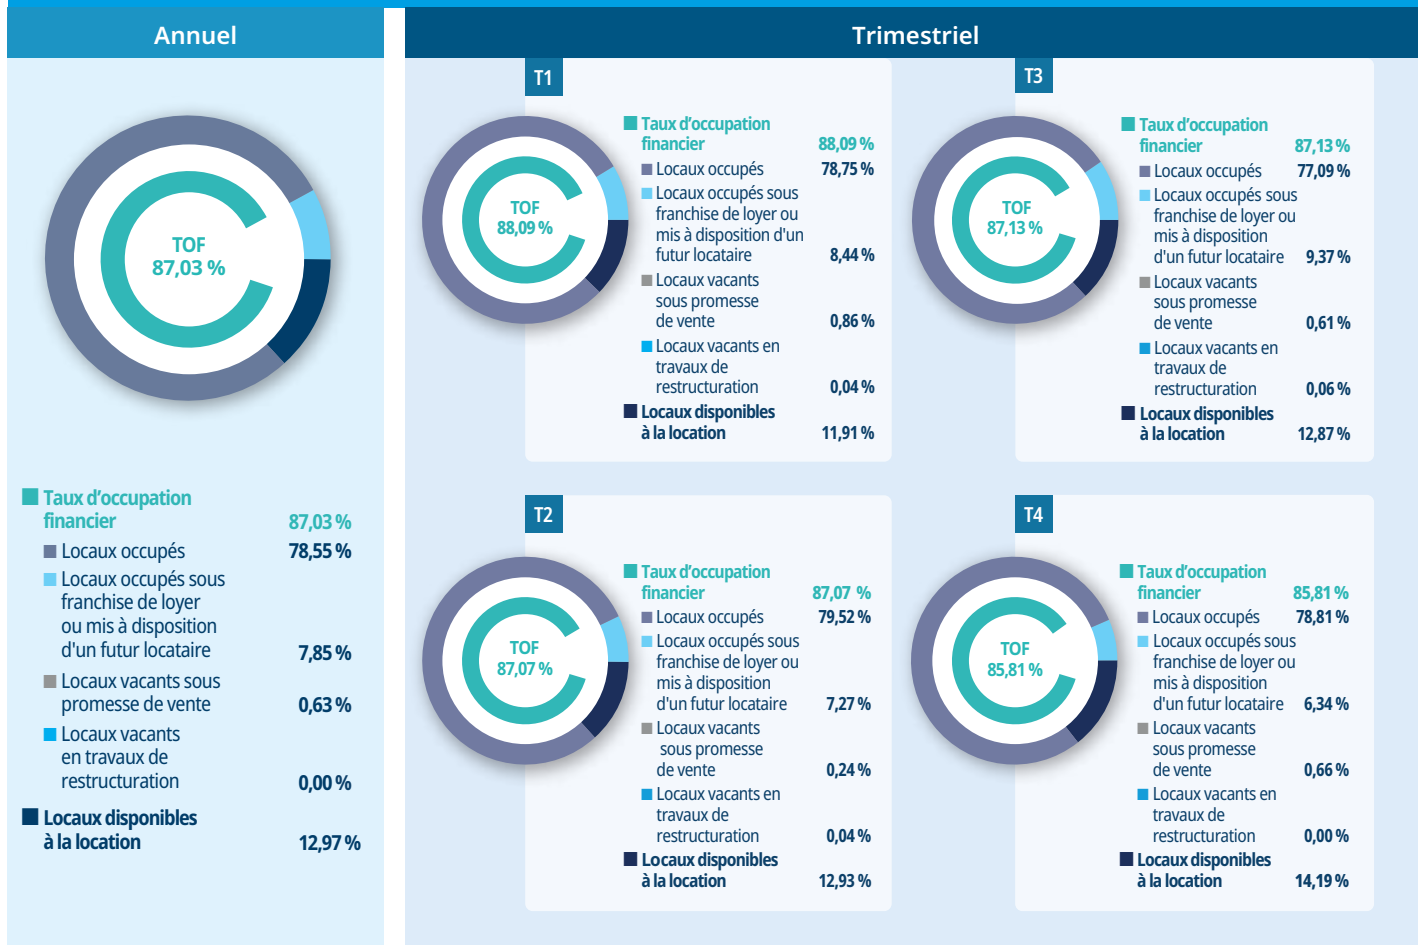 Annuel
TOF
87,03 %
Taux d’occupation
financier 87,03 %
Locaux occupés 78,55 %
Locaux occupés sous
franchise de loyer
ou mis à disposition
d'un futur locataire 7,85 %
Locaux vacants sous
promesse de vente 0,63 %
Locaux vacants
en travaux de
restructuration 0,00 %
Locaux disponibles
à la location 12,97 %
Trimestriel
T1
TOF
88,09 %
Taux d’occupation
financier 88,09 %
Locaux occupés 78,75 %
Locaux occupés sous
franchise de loyer ou
mis à disposition d'un
futur locataire 8,44 %
Locaux vacants
sous promesse
de vente 0,86 %
Locaux vacants en
travaux de
restructuration 0,04 %
Locaux disponibles
à la location 11,91 %
T3
TOF
87,13 %
Taux d’occupation
financier 87,13 %
Locaux occupés 77,09 %
Locaux occupés sous
franchise de loyer ou
mis à disposition
d'un futur locataire 9,37 %
Locaux vacants
sous promesse
de vente 0,61 %
Locaux vacants en
travaux de
restructuration 0,06 %
Locaux disponibles
à la location 12,87 %
T2
TOF
87,07 %
Taux d’occupation
financier 87,07 %
Locaux occupés 79,52 %
Locaux occupés sous
franchise de loyer ou
mis à disposition
d'un futur locataire 7,27 %
Locaux vacants
sous promesse
de vente 0,24 %
Locaux vacants en
travaux de
restructuration 0,04 %
Locaux disponibles
à la location 12,93 %
T4
TOF
85,81 %
Taux d’occupation
financier 85,81 %
Locaux occupés 78,81 %
Locaux occupés sous
franchise de loyer ou
mis à disposition
d'un futur locataire 6,34 %
Locaux vacants
sous promesse
de vente 0,66 %
Locaux vacants en
travaux de
restructuration 0,00 %
Locaux disponibles
à la location 14,19 %